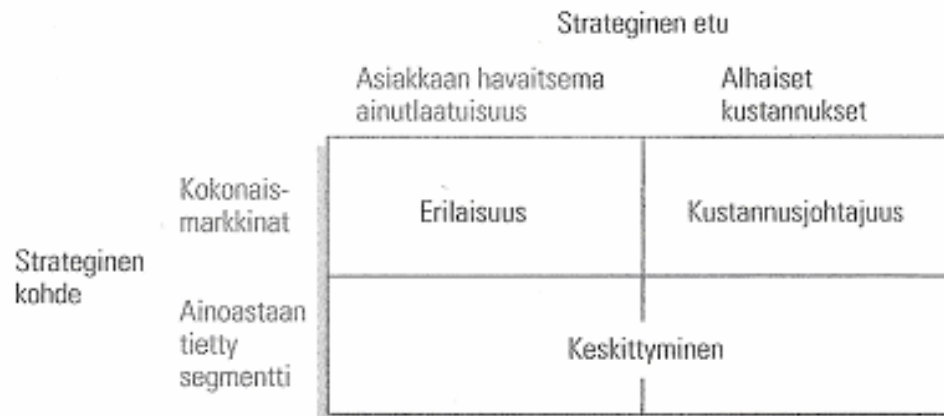 Strateginen etu
Asiakkaan havaitsema
ainutlaatuisuus
Alhaiset
kustannukset
Kokonais-
markkinat
Erilaisuus
Kustannusjohtajuus
Strateginen
kohde
Ainoastaan
tietty
segmentti
Keskittyminen